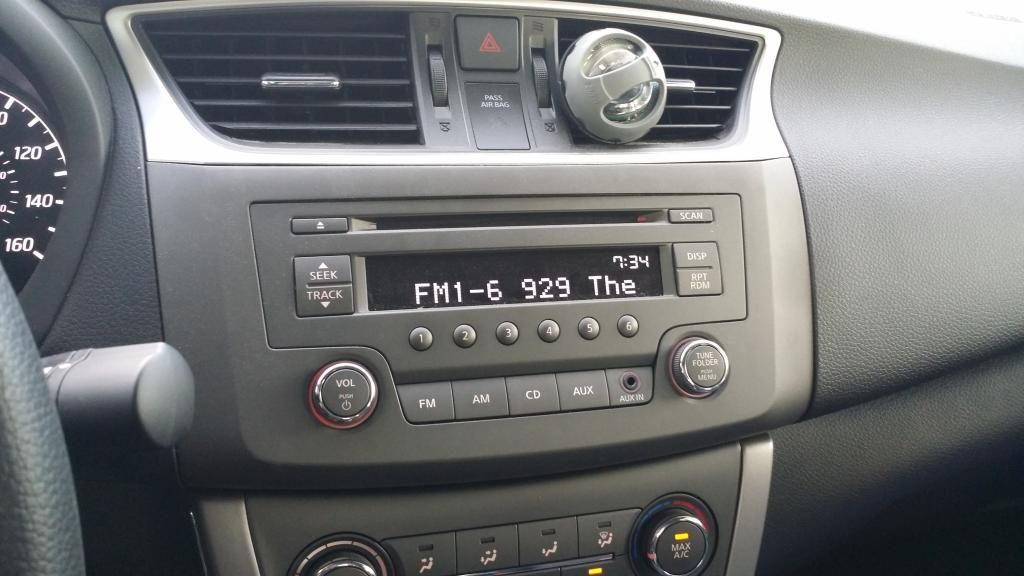 120
140
160
PASS
AIR BAG
SCAN
SEEK
TRACK
7:34
FM1-6 929 The
DISP
RPT
RDM
1 2 3 4 5 6
VOL
PUSH
TUNE
FOLDER
PUSH
MENU
FM AM CD AUX
AUX IN
MAX
A/C